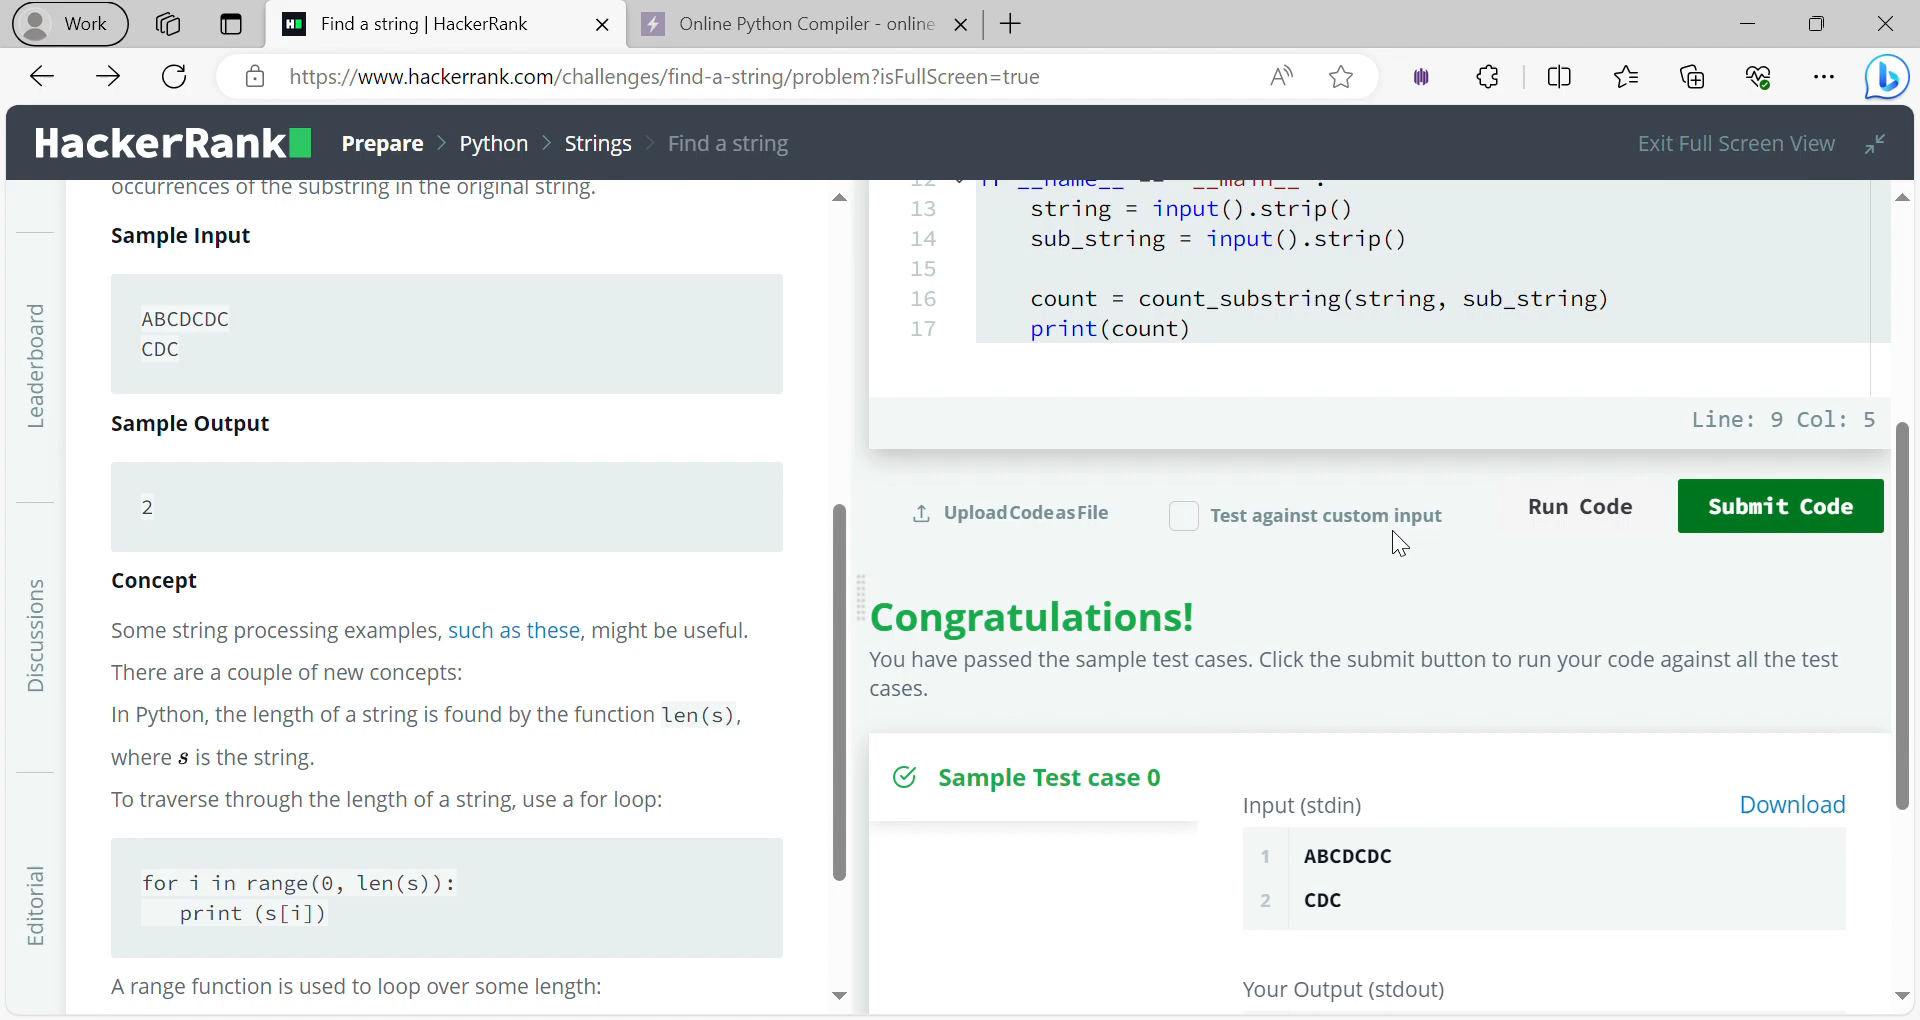 Work
Find a string | HackerRank
Online Python Compiler - online
https://www.hackerrank.com/challenges/find-a-string/problem?isFullScreen=true
HackerRank
Prepare > Python > Strings > Find a string
Exit Full Screen View
Leaderboard
Discussions
Editorial
occurrences of the substring in the original string.
Sample Input
ABCDCDC
CDC
Sample Output
2
Concept
Some string processing examples, such as these, might be useful.
There are a couple of new concepts:
In Python, the length of a string is found by the function len(s),
where s is the string.
To traverse through the length of a string, use a for loop:
for i in range(0, len(s)):
print (s[i])
A range function is used to loop over some length:
12 if __name__ == '__main__':
13 string = input().strip()
14 sub_string = input().strip()
15
16 count = count_substring(string, sub_string)
17 print(count)
Line: 9 Col: 5
Upload Code as File
Test against custom input
Run Code
Submit Code
Congratulations!
You have passed the sample test cases. Click the submit button to run your code against all the test
cases.
Sample Test case 0
Input (stdin)
Download
1 ABCDCDC
2 CDC
Your Output (stdout)